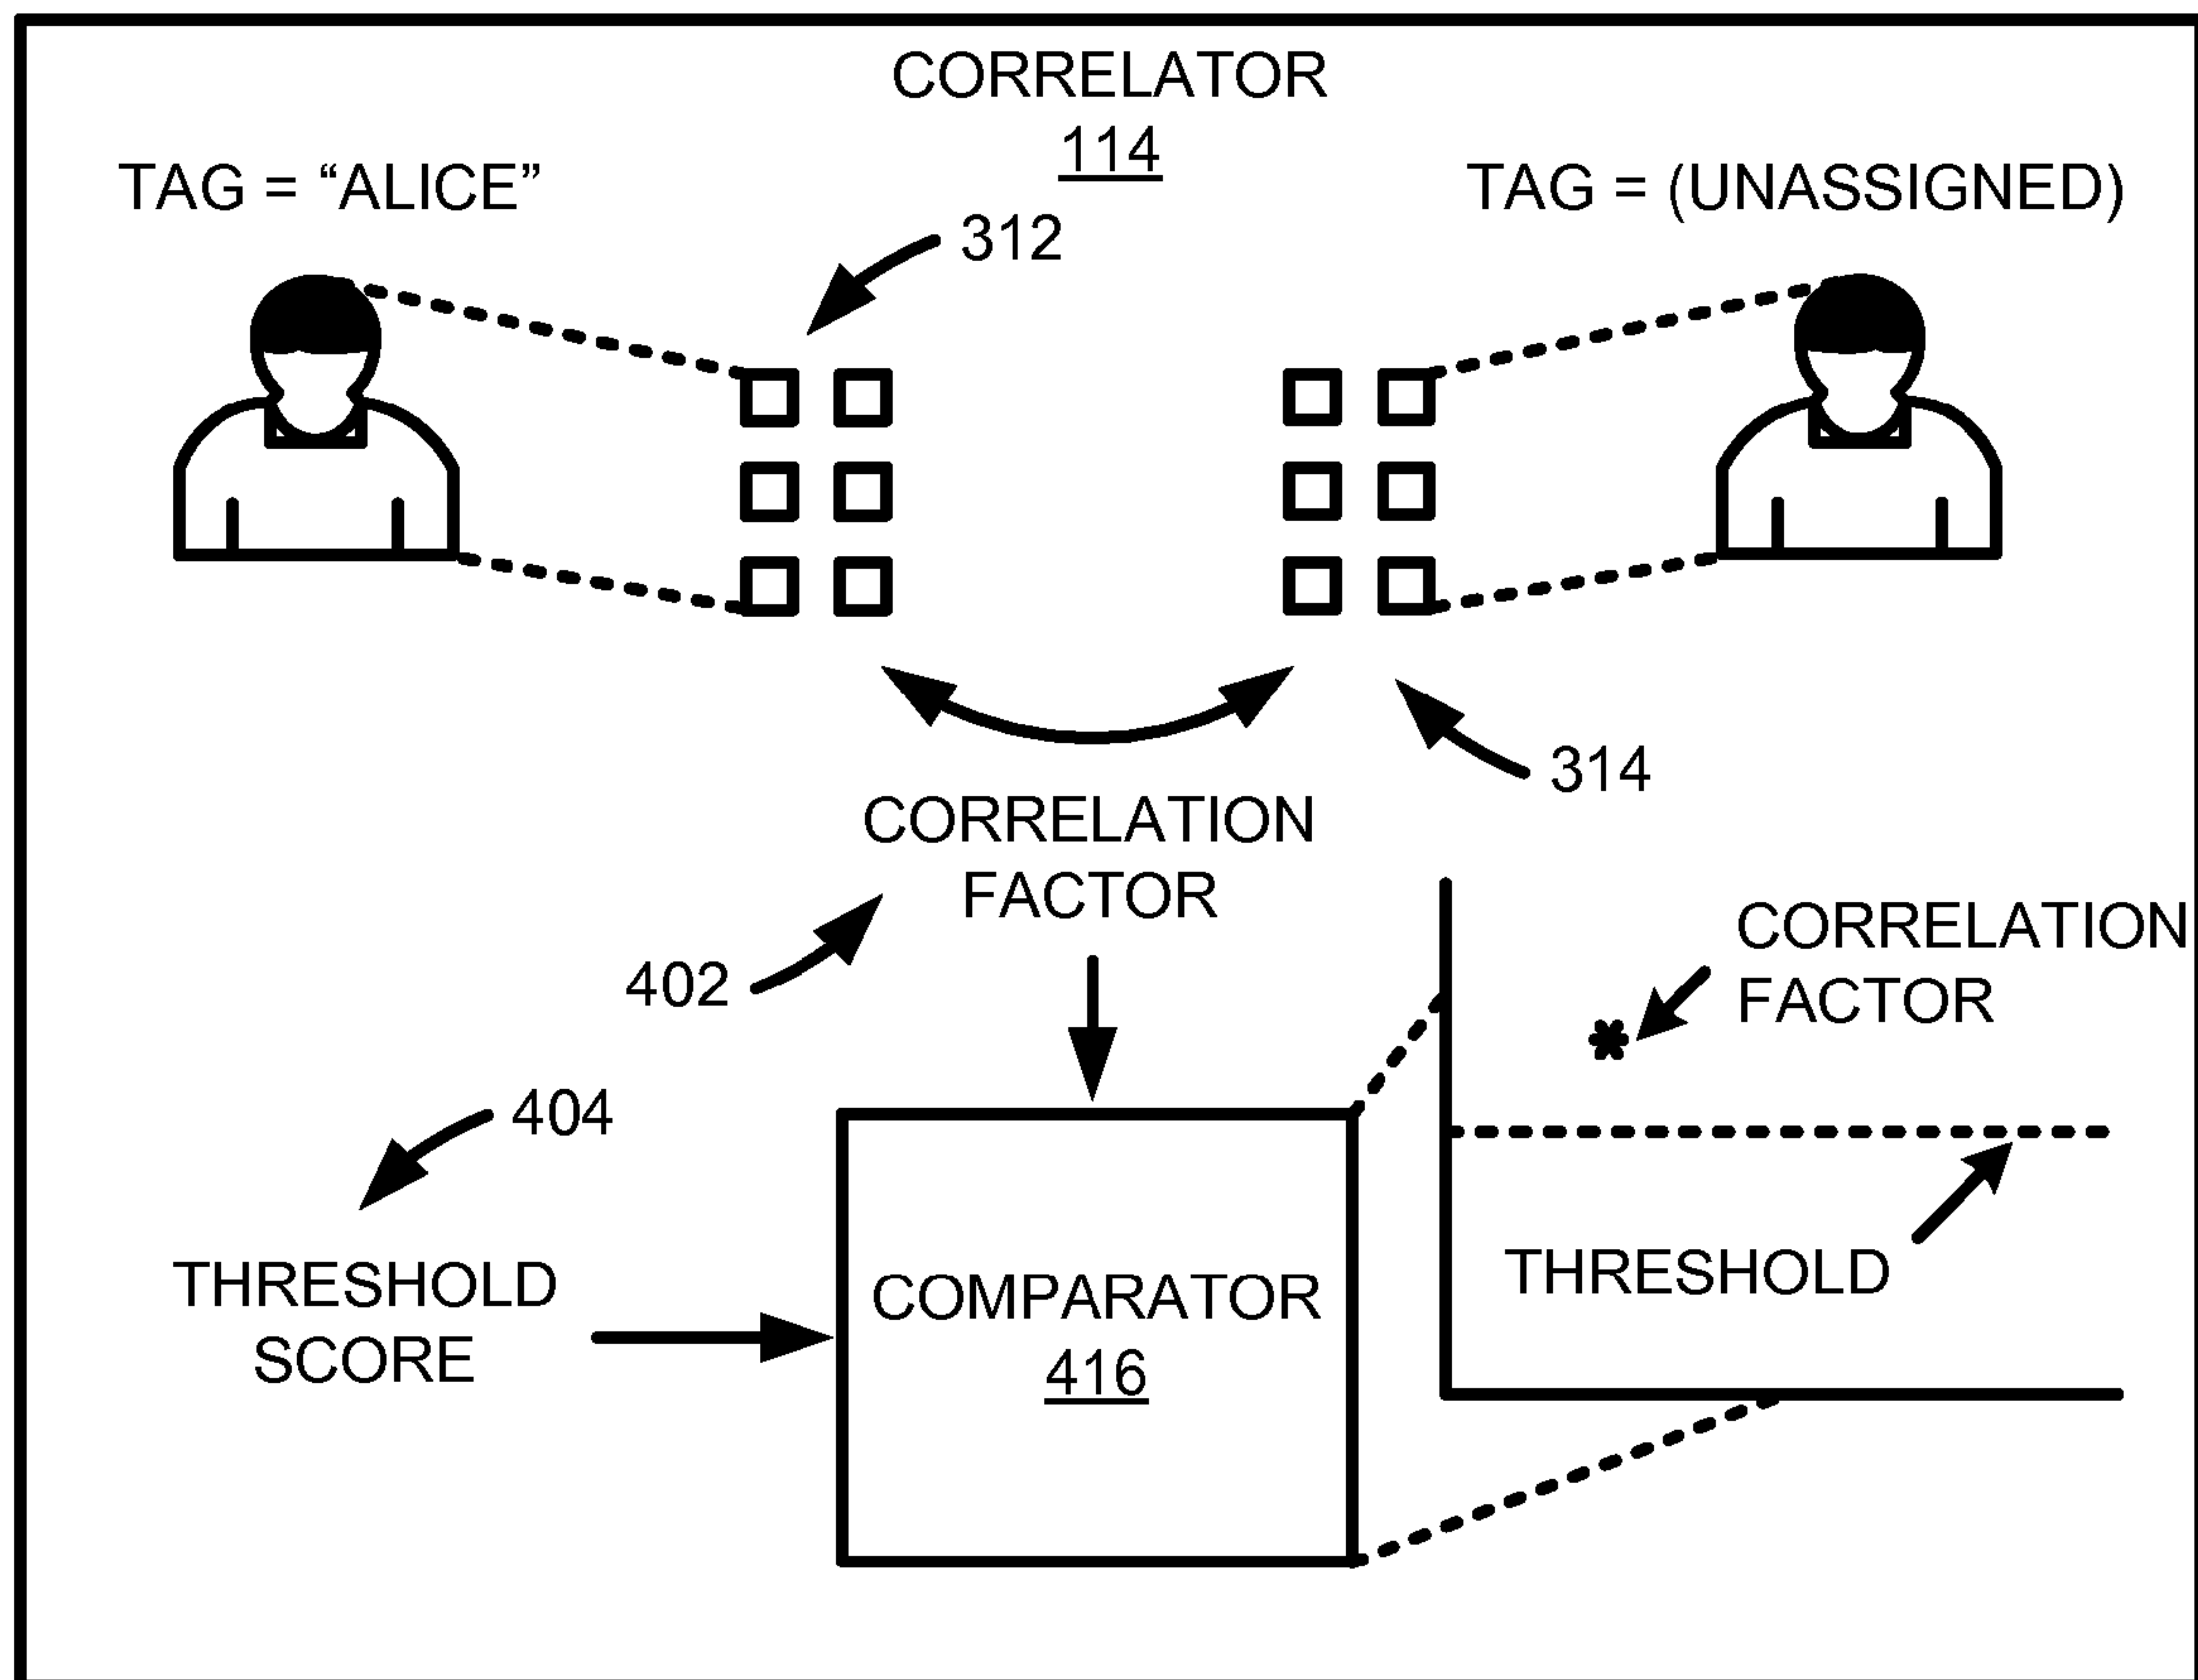 CORRELATOR
114
TAG = “ALICE”
TAG = (UNASSIGNED)
312
314
CORRELATION
FACTOR
402
CORRELATION
FACTOR
404
THRESHOLD
SCORE
COMPARATOR
416
THRESHOLD